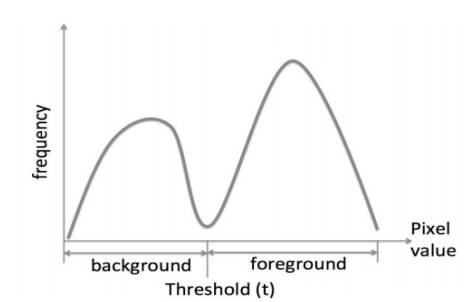 frequency
Pixel
value
background
foreground
Threshold (t)